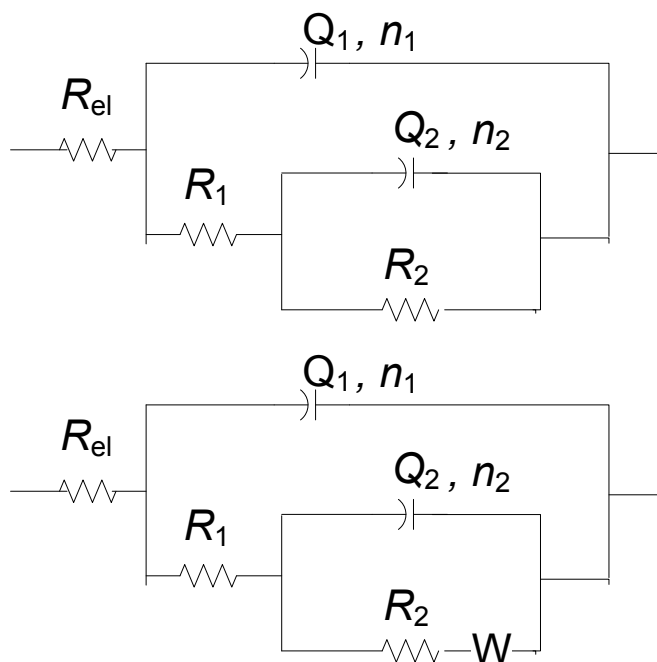 Q₁, n₁
Rₑₗ
Q₂, n₂
R₁
R₂
Q₁, n₁
Rₑₗ
Q₂, n₂
R₁
R₂
W